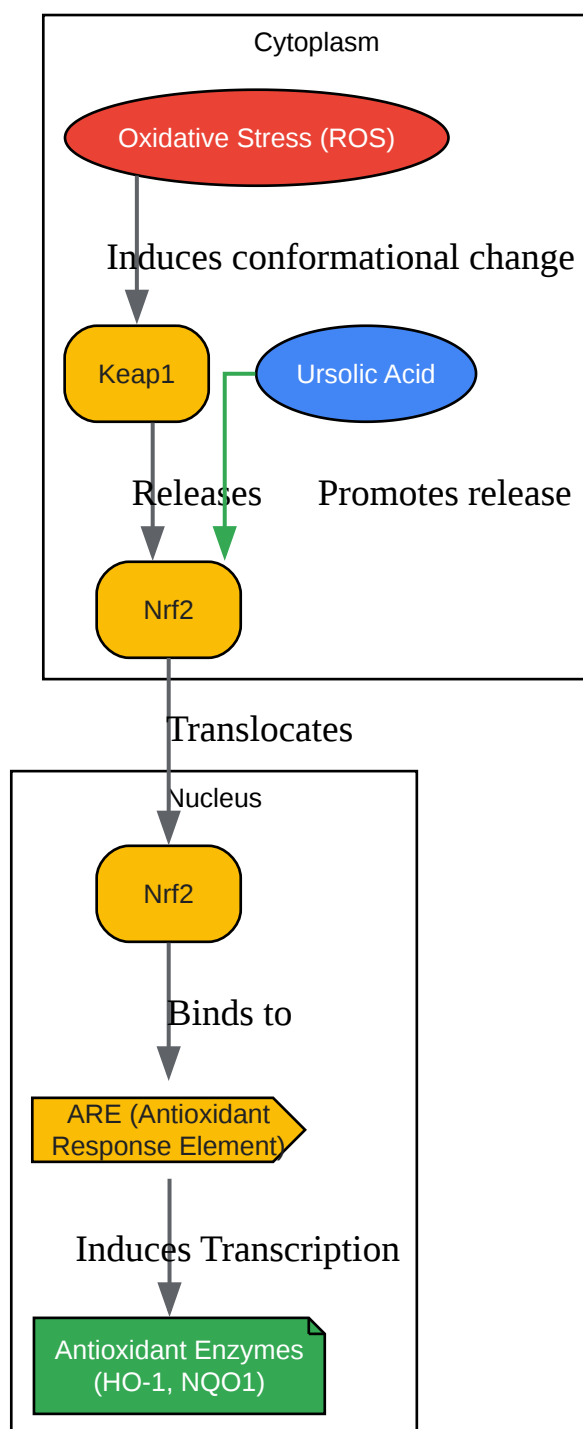 Cytoplasm
Oxidative Stress (ROS)
Induces conformational change
Keap1
Ursolic Acid
Releases
Promotes release
Nrf2
Translocates
Nucleus
Nrf2
Binds to
ARE (Antioxidant
Response Element)
Induces Transcription
Antioxidant Enzymes
(HO-1, NQO1)